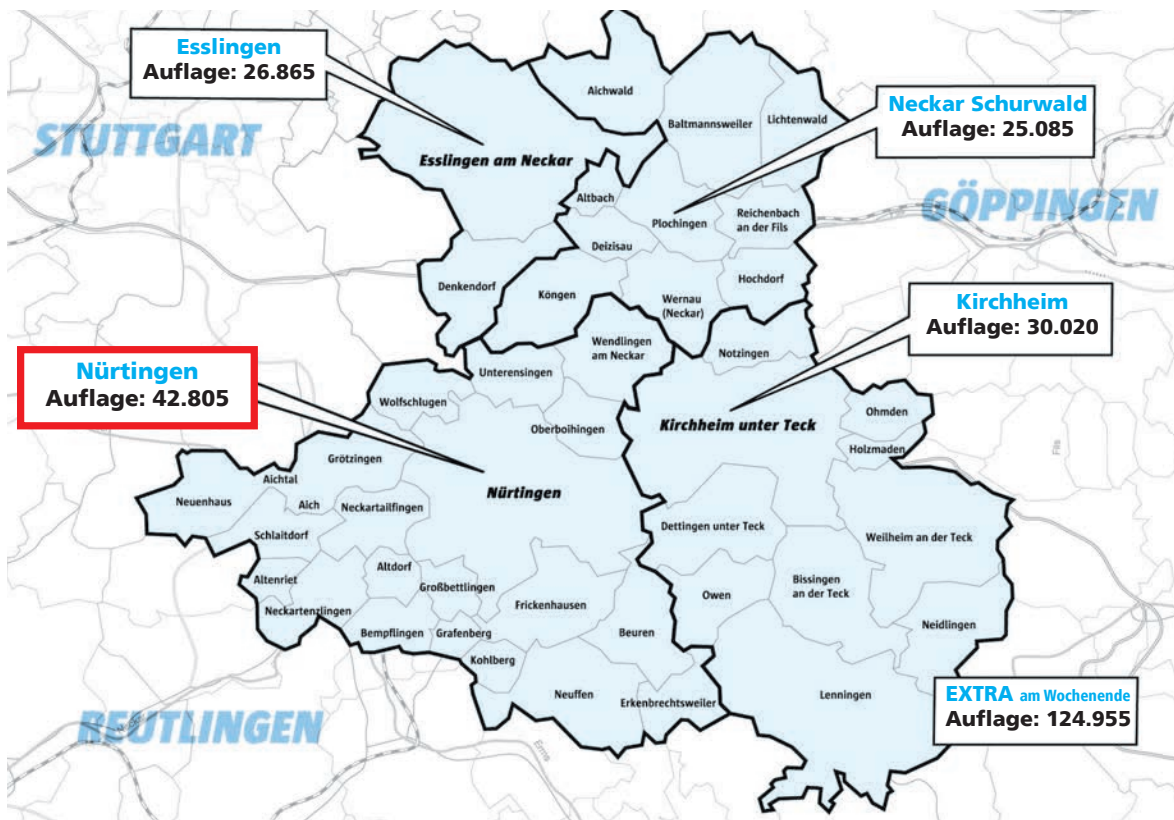 Esslingen
Auflage: 26.865
Aichwald
Baltmannsweiler
Lichtenwald
Neckar Schurwald
Auflage: 25.085
STUTTGART
Esslingen am Neckar
GÖPPINGEN
Altbach
Plochingen
Reichenbach
an der Fils
Deizisau
Denkendorf
Köngen
Wernau
(Neckar)
Hochdorf
Kirchheim
Auflage: 30.020
Wendlingen
am Neckar
Notzingen
Nürtingen
Auflage: 42.805
Unterensingen
Wolfschlugen
Oberboihingen
Kirchheim unter Teck
Ohmden
Holzmaden
Fils
Grötzingen
Aichtal
Neuenhaus
Aich
Neckartailfingen
Nürtingen
Schlaitdorf
Dettingen unter Teck
Weilheim an der Teck
Altdorf
Altenriet
Großbettlingen
Bissingen
an der Teck
Owen
Neckartenzlingen
Frickenhausen
Bempflingen
Grafenberg
Beuren
Neidlingen
Kohlberg
Neuffen
Erkenbrechtsweiler
Lenningen
REUTLINGEN
Erms
EXTRA am Wochenende
Auflage: 124.955